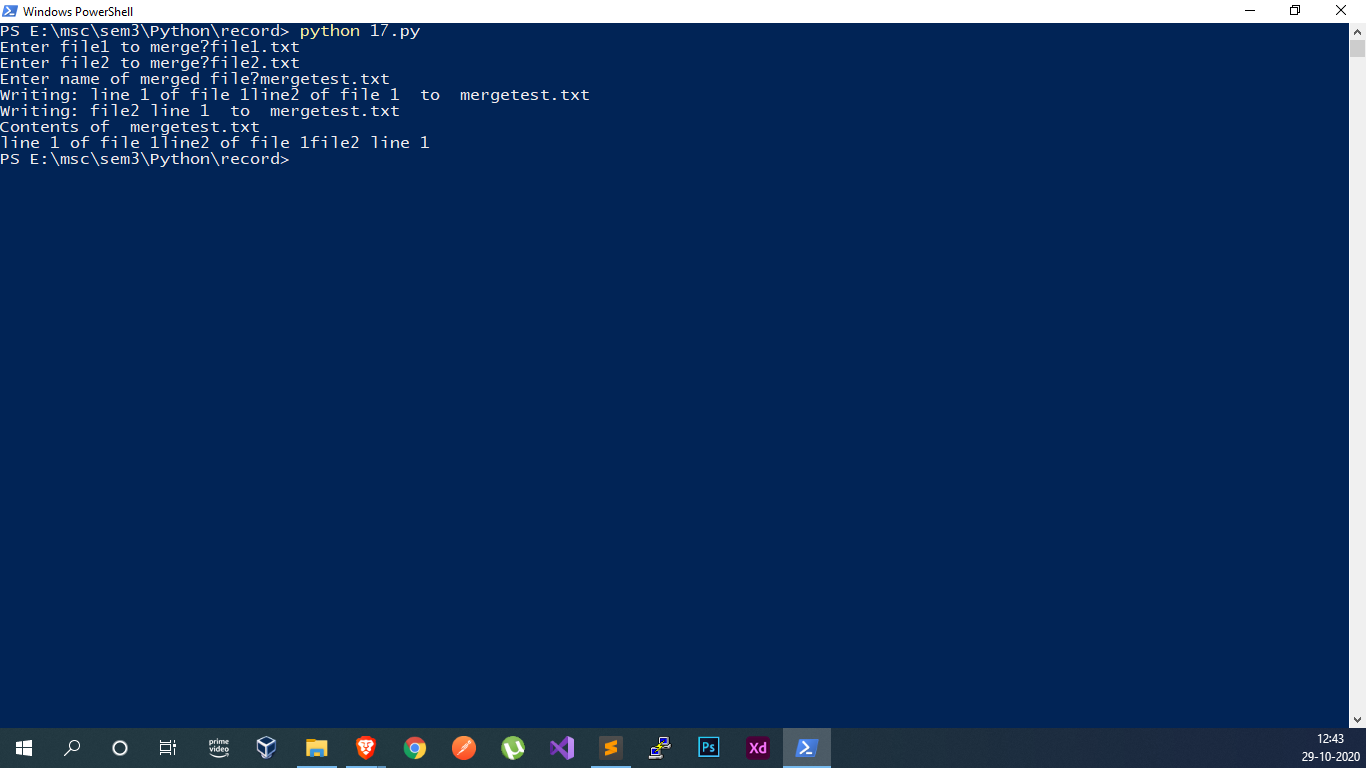 Windows PowerShell
PS E:\msc\sem3\Python\record> python 17.py
Enter file1 to merge?file1.txt
Enter file2 to merge?file2.txt
Enter name of merged file?mergetest.txt
Writing: line 1 of file 1line2 of file 1  to  mergetest.txt
Writing: file2 line 1  to  mergetest.txt
Contents of  mergetest.txt
line 1 of file 1line2 of file 1file2 line 1
PS E:\msc\sem3\Python\record>
prime
video
Ps
Xd
12:43
29-10-2020